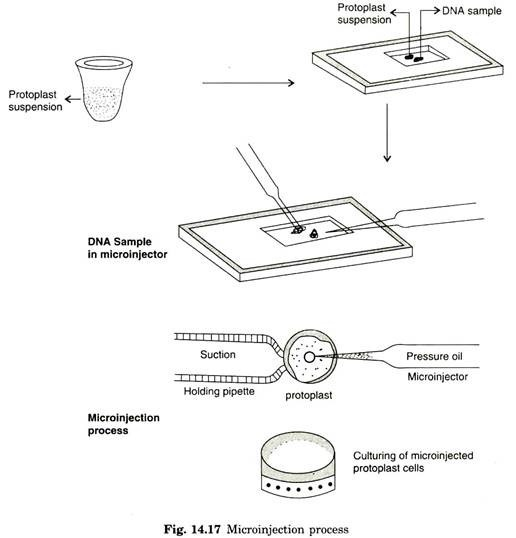 Protoplast
suspension
DNA sample
Protoplast
suspension
DNA Sample
in microinjector
Suction
Pressure oil
Holding pipette
protoplast
Microinjector
Microinjection
process
Culturing of microinjected
protoplast cells
Fig. 14.17 Microinjection process